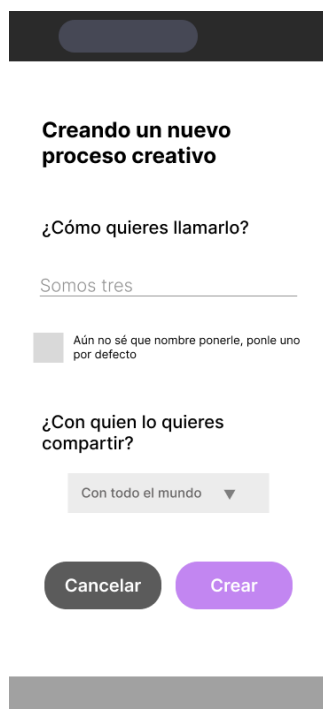 Creando un nuevo
proceso creativo
¿Cómo quieres llamarlo?
Somos tres
Aún no sé que nombre ponerle, ponle uno
por defecto
¿Con quien lo quieres
compartir?
Con todo el mundo
Cancelar
Crear